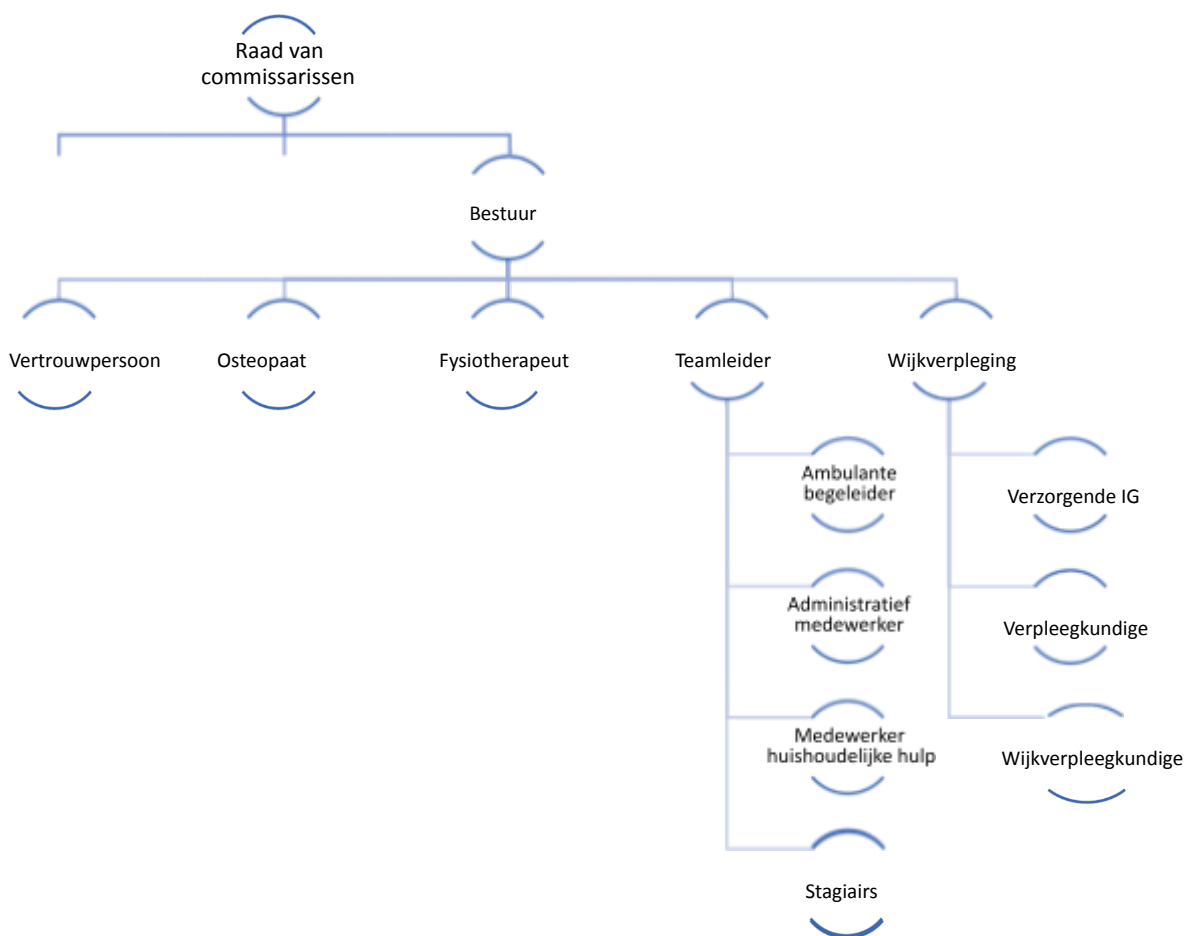 Raad van
commissarissen
Bestuur
Vertrouwpersoon
Osteopaat
Fysiotherapeut
Teamleider
Wijkverpleging
Ambulante
begeleider
Verzorgende IG
Administratief
medewerker
Verpleegkundige
Medewerker
huishoudelijke hulp
Wijkverpleegkundige
Stagiairs